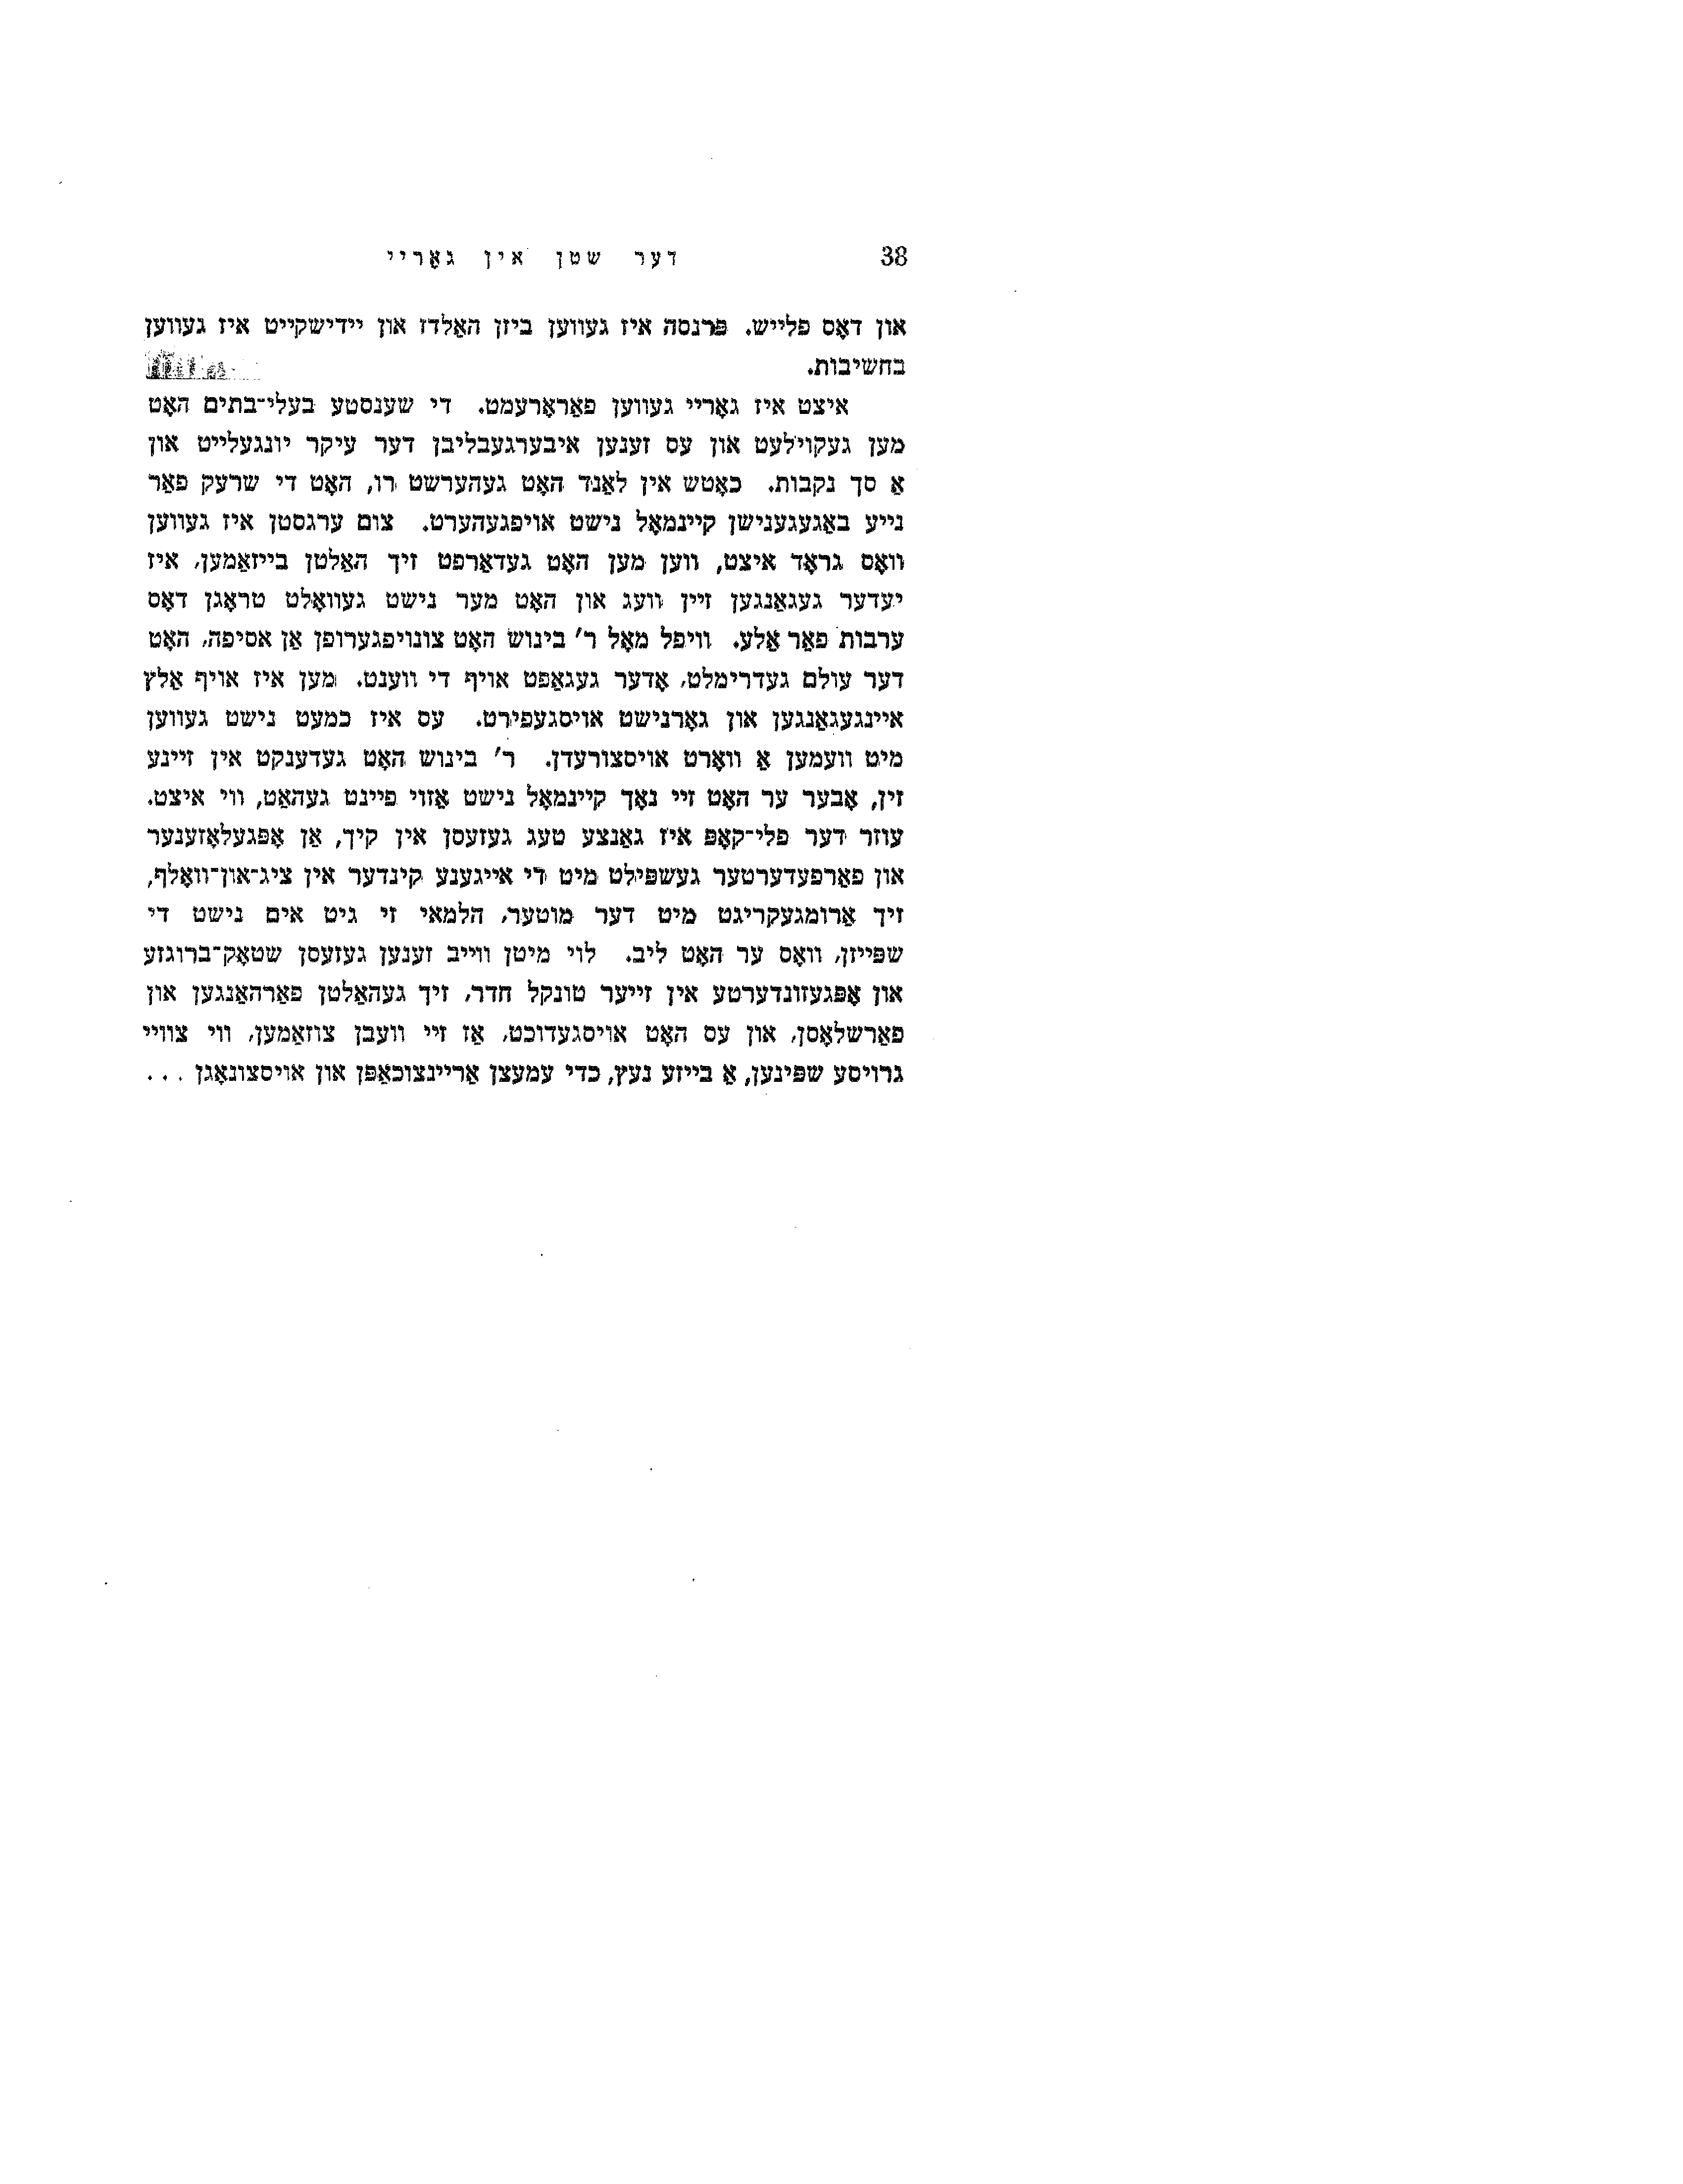 38 דער שטן אין גאָריי
און דאָס פלייש. פּרנסה איז געווען ביזן האַלדז און יידישקייט איז געווען
בחשיבות.
איצט איז גאָריי געווען פאַראָרעמט. די שענסטע בעלי־בתים האָט
מען געקוילעט און עס זענען איבערגעבליבן דער עיקר יונגעלייט און
אַ סך נקבות. כאָטש אין לאַנד האָט געהערשט רו, האָט די שרעק פאַר
נייע באַגעגענישן קיינמאָל נישט אויפגעהערט. צום ערגסטן איז געווען
וואָס גראָד איצט, ווען מען האָט געדאַרפט זיך האַלטן בייזאַמען, איז
יעדער געגאַנגען זיין וועג און האָט מער נישט געוואָלט טראָגן דאָס
ערבות פאַר אַלע. וויפל מאָל ר' בינוש האָט צונויפגערופן אַן אסיפה, האָט
דער עולם געדרימלט, אָדער געגאַפט אויף די ווענט. מען איז אויף אַלץ
איינגעגאַנגען און גאָרנישט אויסגעפירט. עס איז כמעט נישט געווען
מיט וועמען אַ וואָרט אויסצורעדן. ר' בינוש האָט געדענקט אין זיינע
זין, אָבער ער האָט זיי נאָך קיינמאָל נישט אַזוי פיינט געהאַט, ווי איצט.
עוזר דער פלי־קאָפּ איז גאַנצע טעג געזעסן אין קיך, אַן אָפּגעלאָזענער
און פאַרפעדערטער געשפּילט מיט די אייגענע קינדער אין ציג־און־וואָלף,
זיך אַרומגעקריגט מיט דער מוטער, הלמאי זי גיט אים נישט די
שפּייזן, וואָס ער האָט ליב. לוי מיטן ווייב זענען געזעסן שטאָק־ברוגזע
און אָפּגעזונדערטע אין זייער טונקל חדר, זיך געהאַלטן פאַרהאַנגען און
פאַרשלאָסן, און עס האָט אויסגעדוכט, אַז זיי וועבן צוזאַמען, ווי צוויי
גרויסע שפּינען, אַ בייזע נעץ, כדי עמעצן אַריינצוכאַפּן און אויסצונאָגן ...